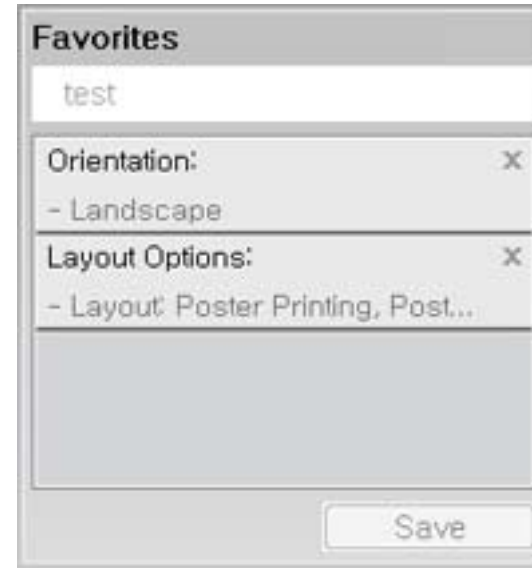 Favorites
test
Orientation: x
- Landscape
Layout Options: x
- Layout: Poster Printing, Post...
Save